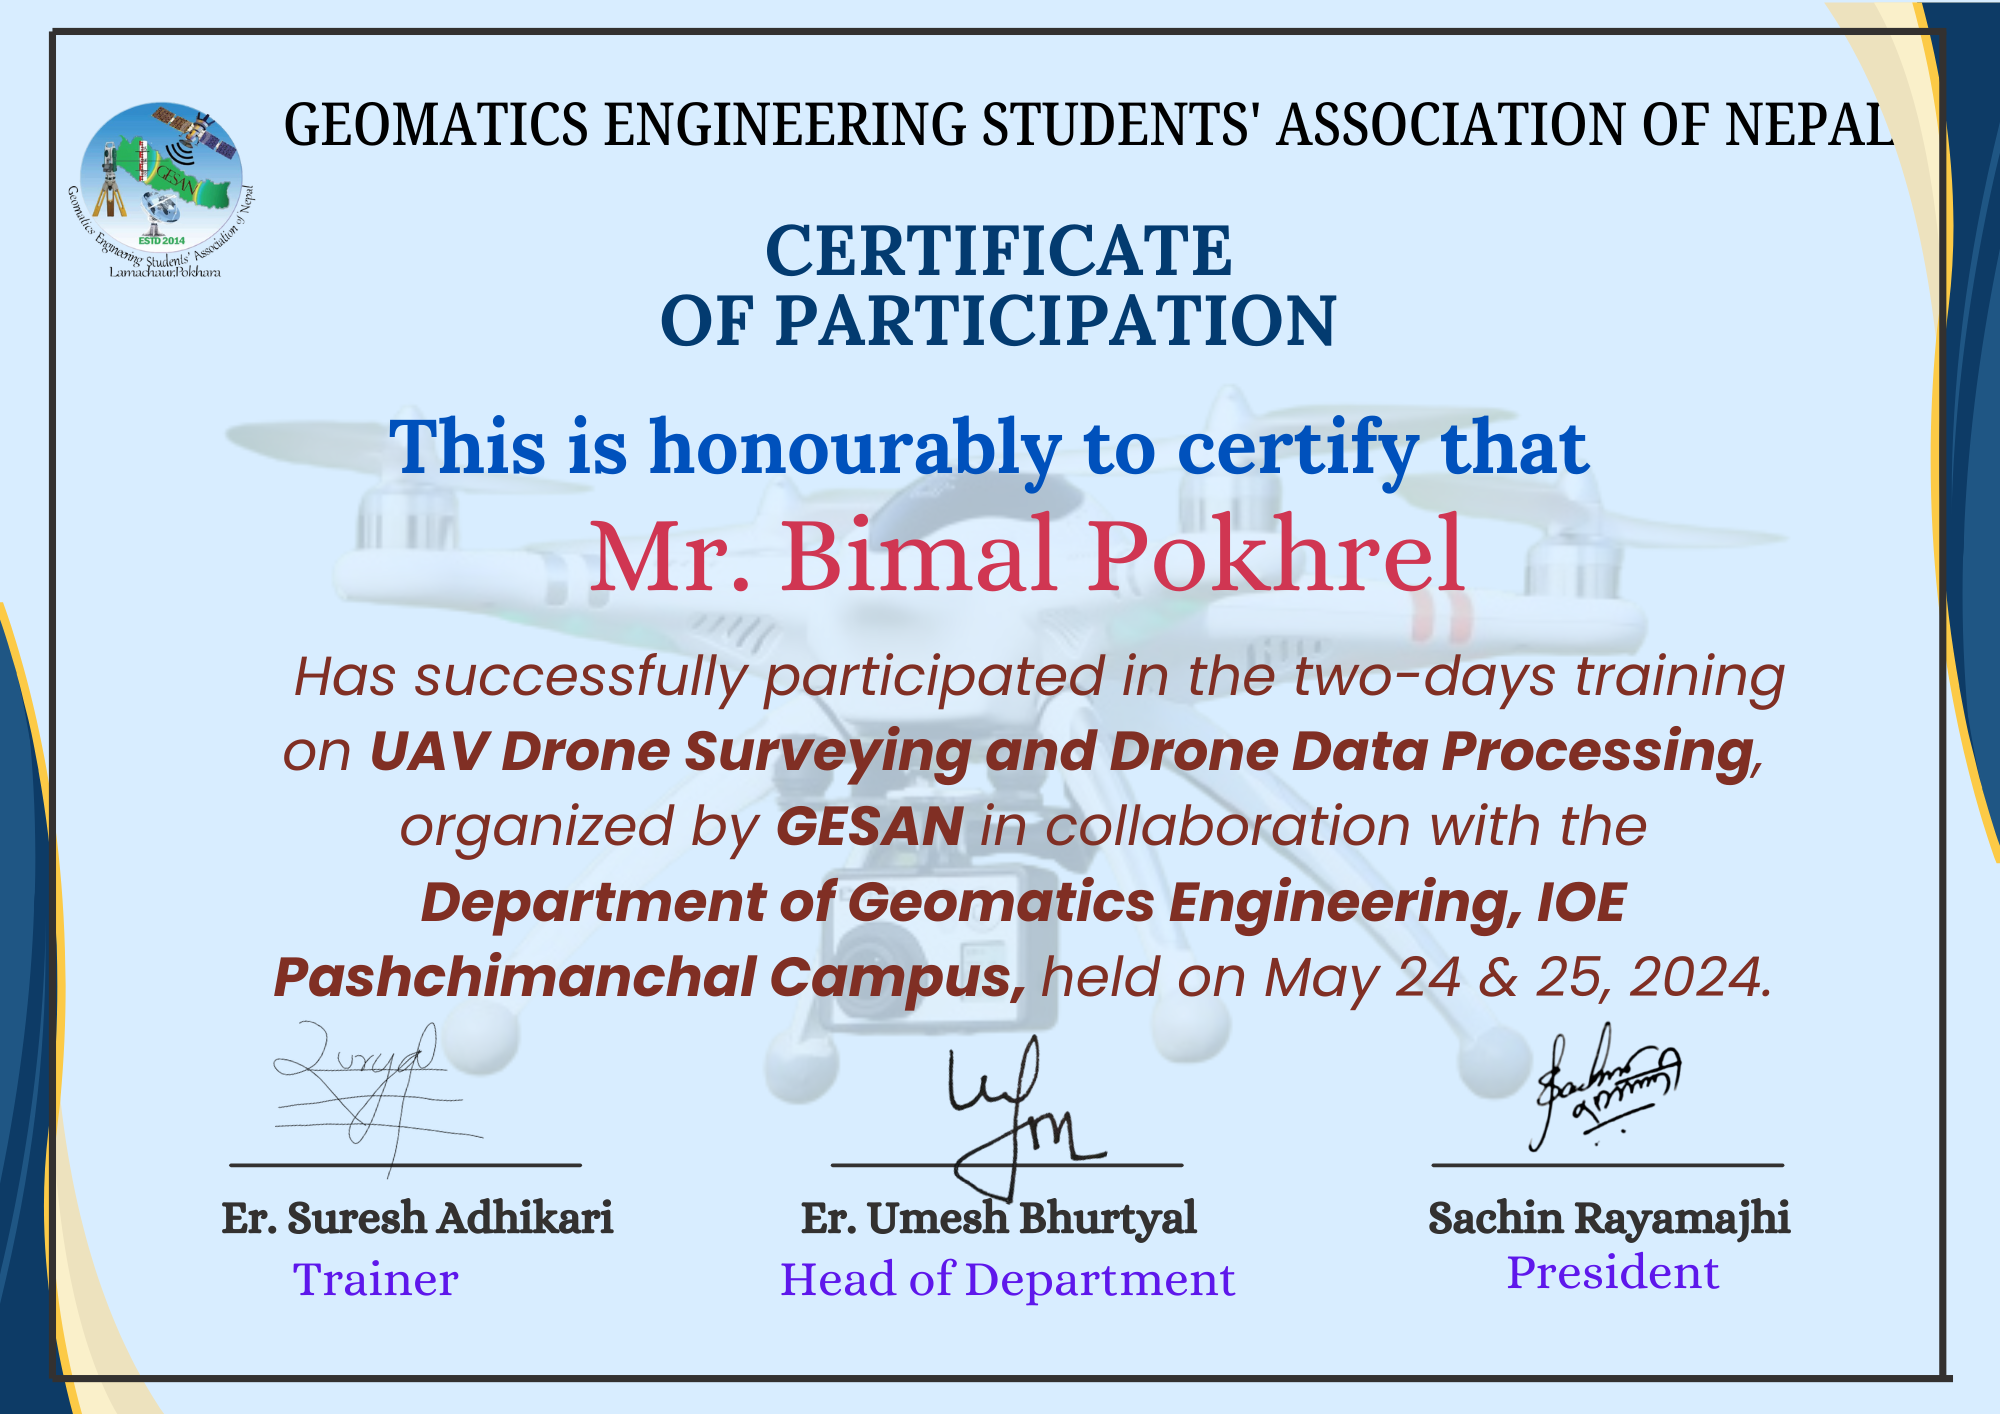 GEOMATICS ENGINEERING STUDENTS' ASSOCIATION OF NEPAL
GESAN
ESTD 2014
Geomatics Engineering Students' Association of Nepal
Lamachaur,Pokhara
CERTIFICATE
OF PARTICIPATION
This is honourably to certify that
Mr. Bimal Pokhrel
Has successfully participated in the two-days training
on UAV Drone Surveying and Drone Data Processing,
organized by GESAN in collaboration with the
Department of Geomatics Engineering, IOE
Pashchimanchal Campus, held on May 24 & 25, 2024.
Er. Suresh Adhikari
Er. Umesh Bhurtyal
Sachin Rayamajhi
Trainer
Head of Department
President